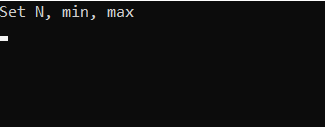 Set N, min, max